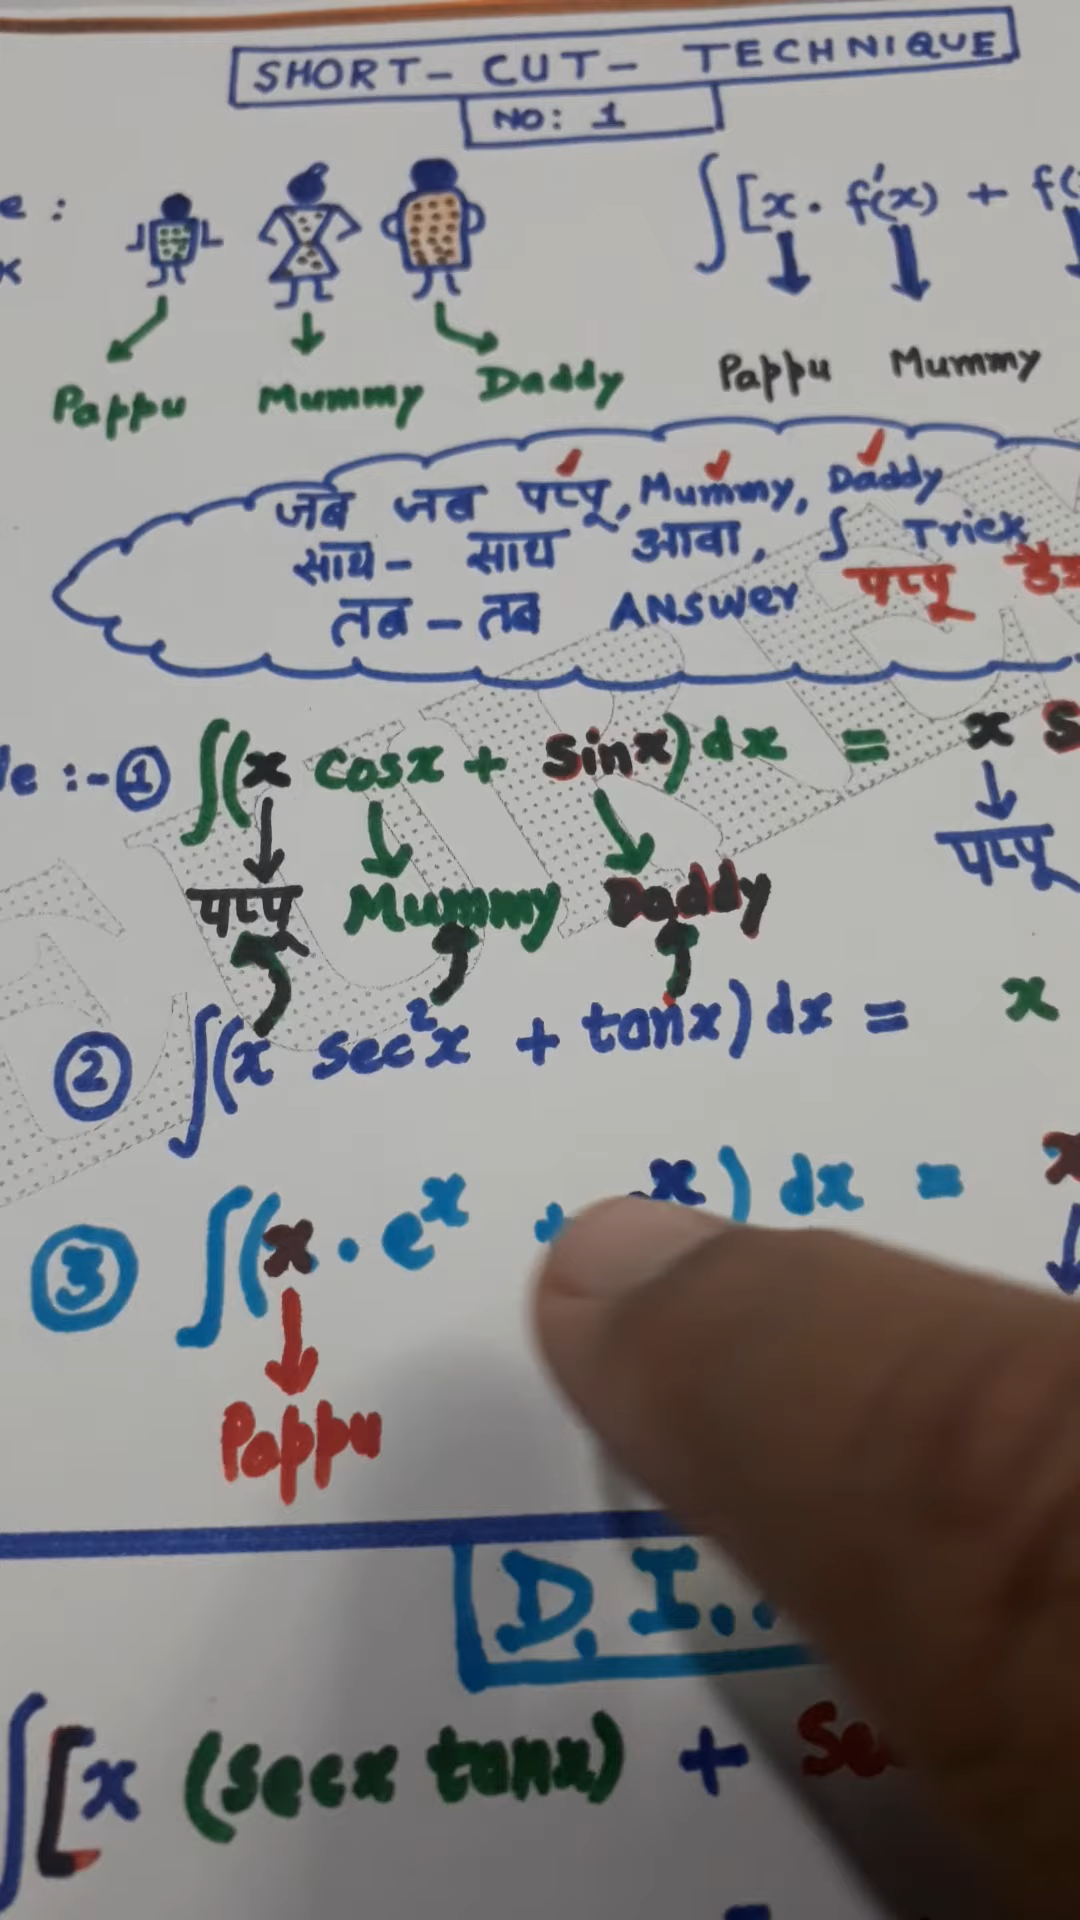 SHORT- CUT- TECHNIQUE
NO: 1
e :
∫[x. f'(x) + f(
Pappu Mummy Daddy
Pappu Mummy
जब जब पप्पू, Mummy, Daddy
साथ- साथ आवा, ∫ Trick
तब - तब ANSWER पप्पू
:- ① ∫(x cosx + sinx) dx = x S
पप्पू Mummy Daddy
पप्पू
② ∫(x sec²x + tanx) dx = x
③ ∫(x . eˣ + x) dx = x
Pappu
D. I.
∫[x (secx tanx) + Se